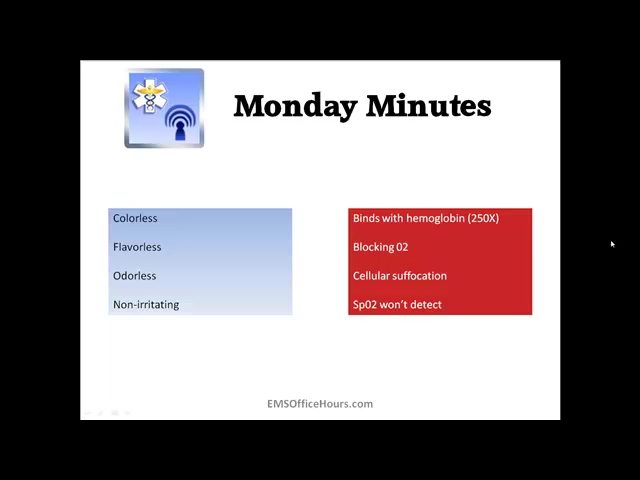 Monday Minutes
Colorless
Flavorless
Odorless
Non-irritating
Binds with hemoglobin (250X)
Blocking 02
Cellular suffocation
Sp02 won't detect
EMSOfficeHours.com